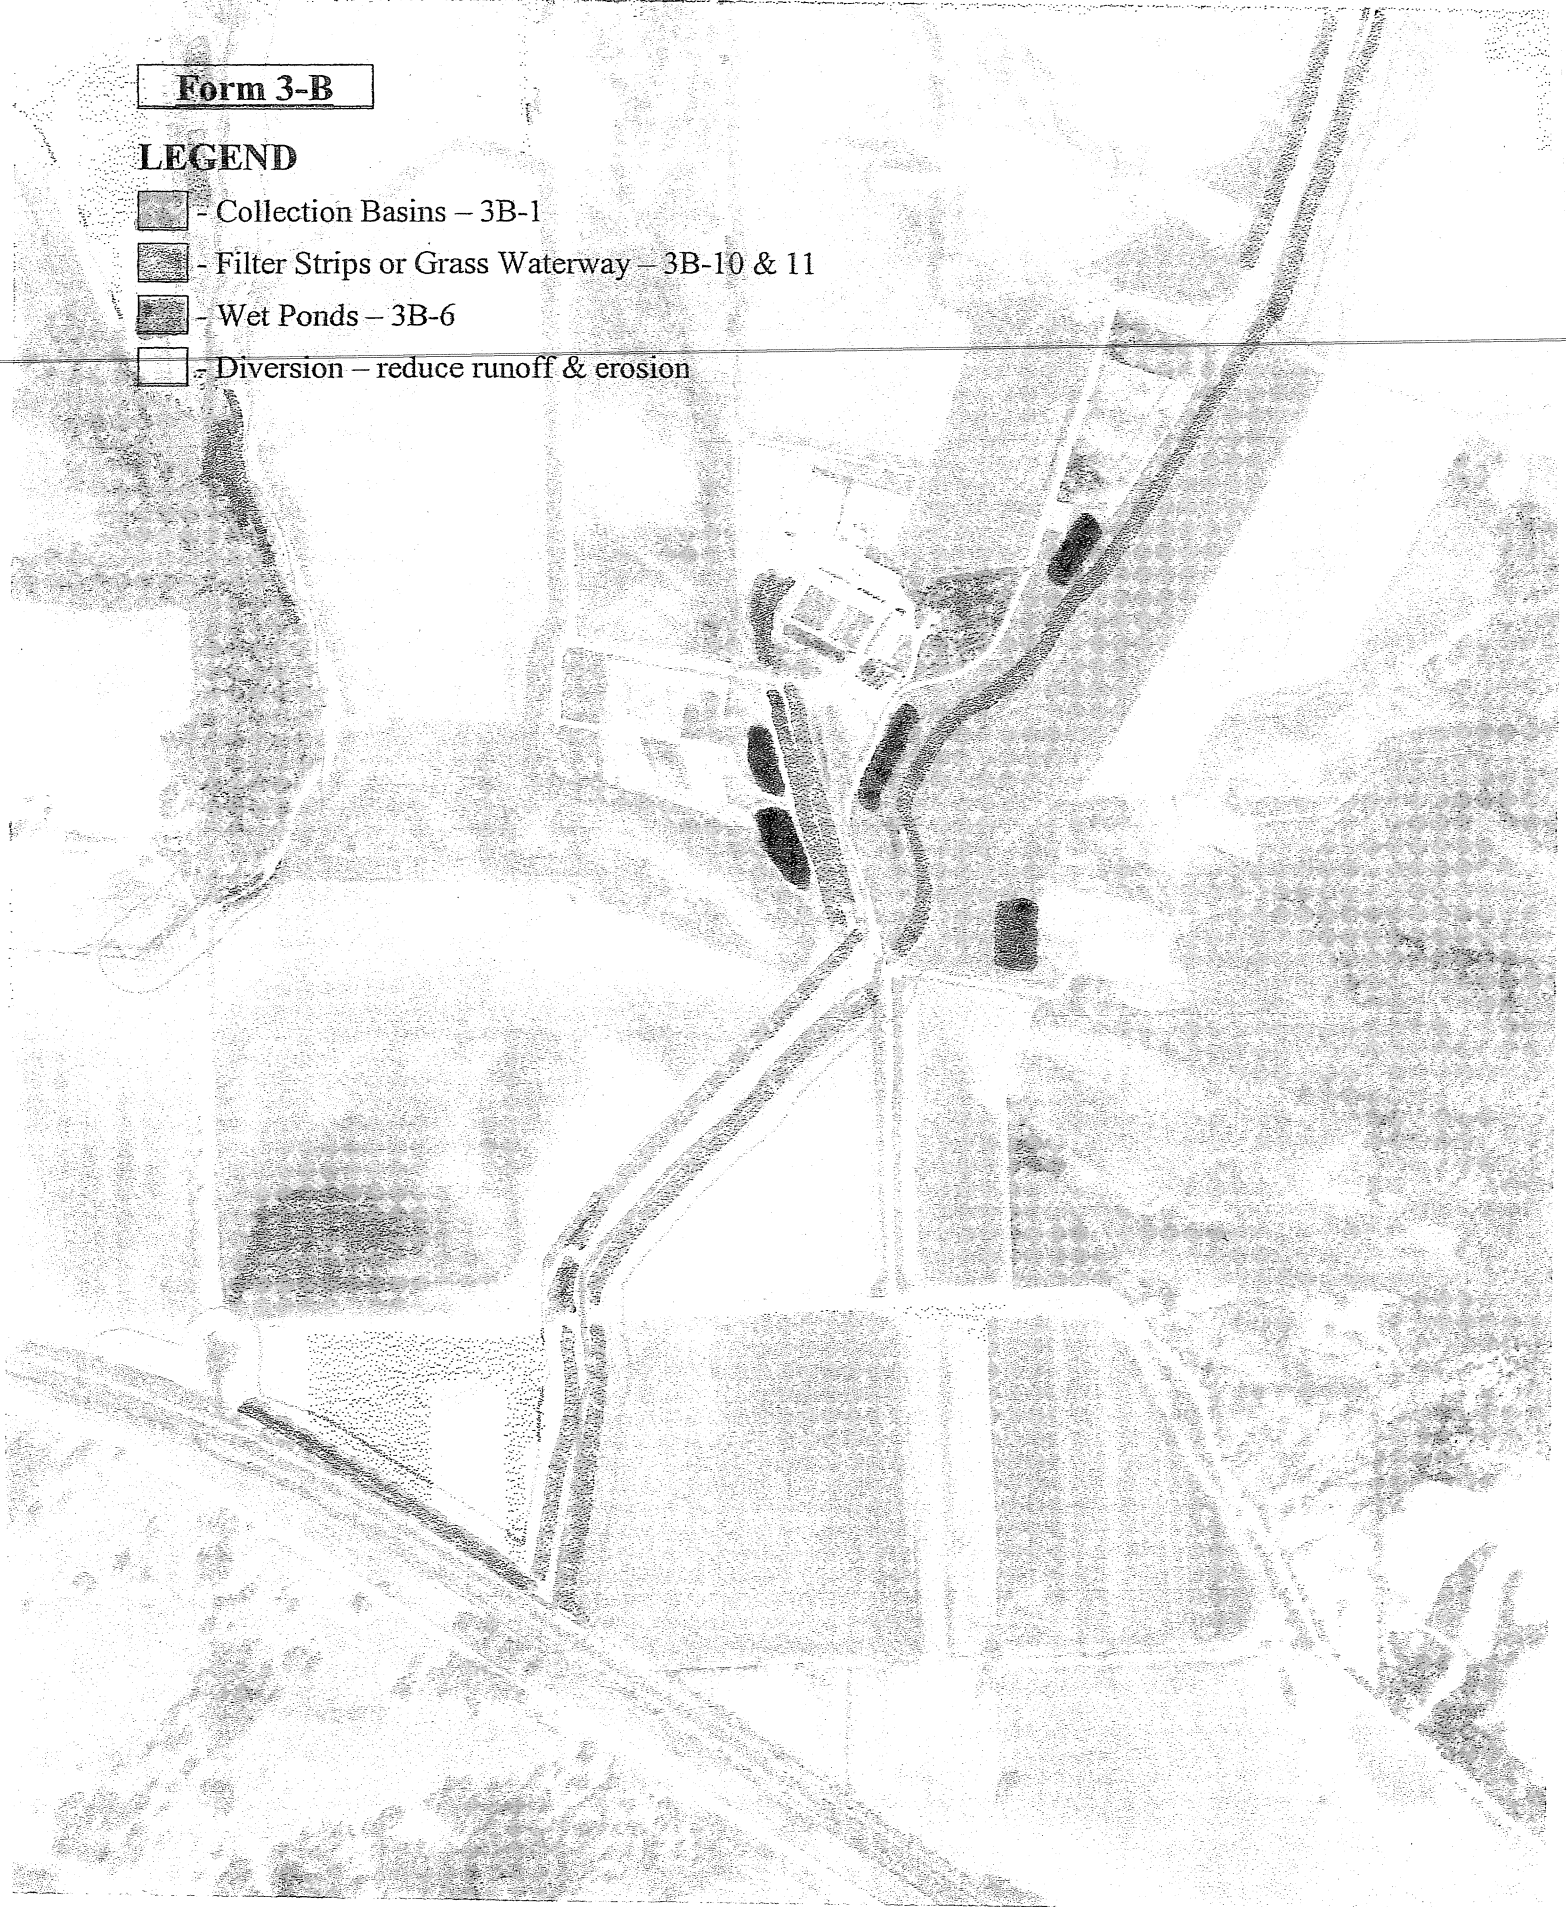 Form 3-B
LEGEND
- Collection Basins – 3B-1
- Filter Strips or Grass Waterway – 3B-10 & 11
- Wet Ponds – 3B-6
- Diversion – reduce runoff & erosion